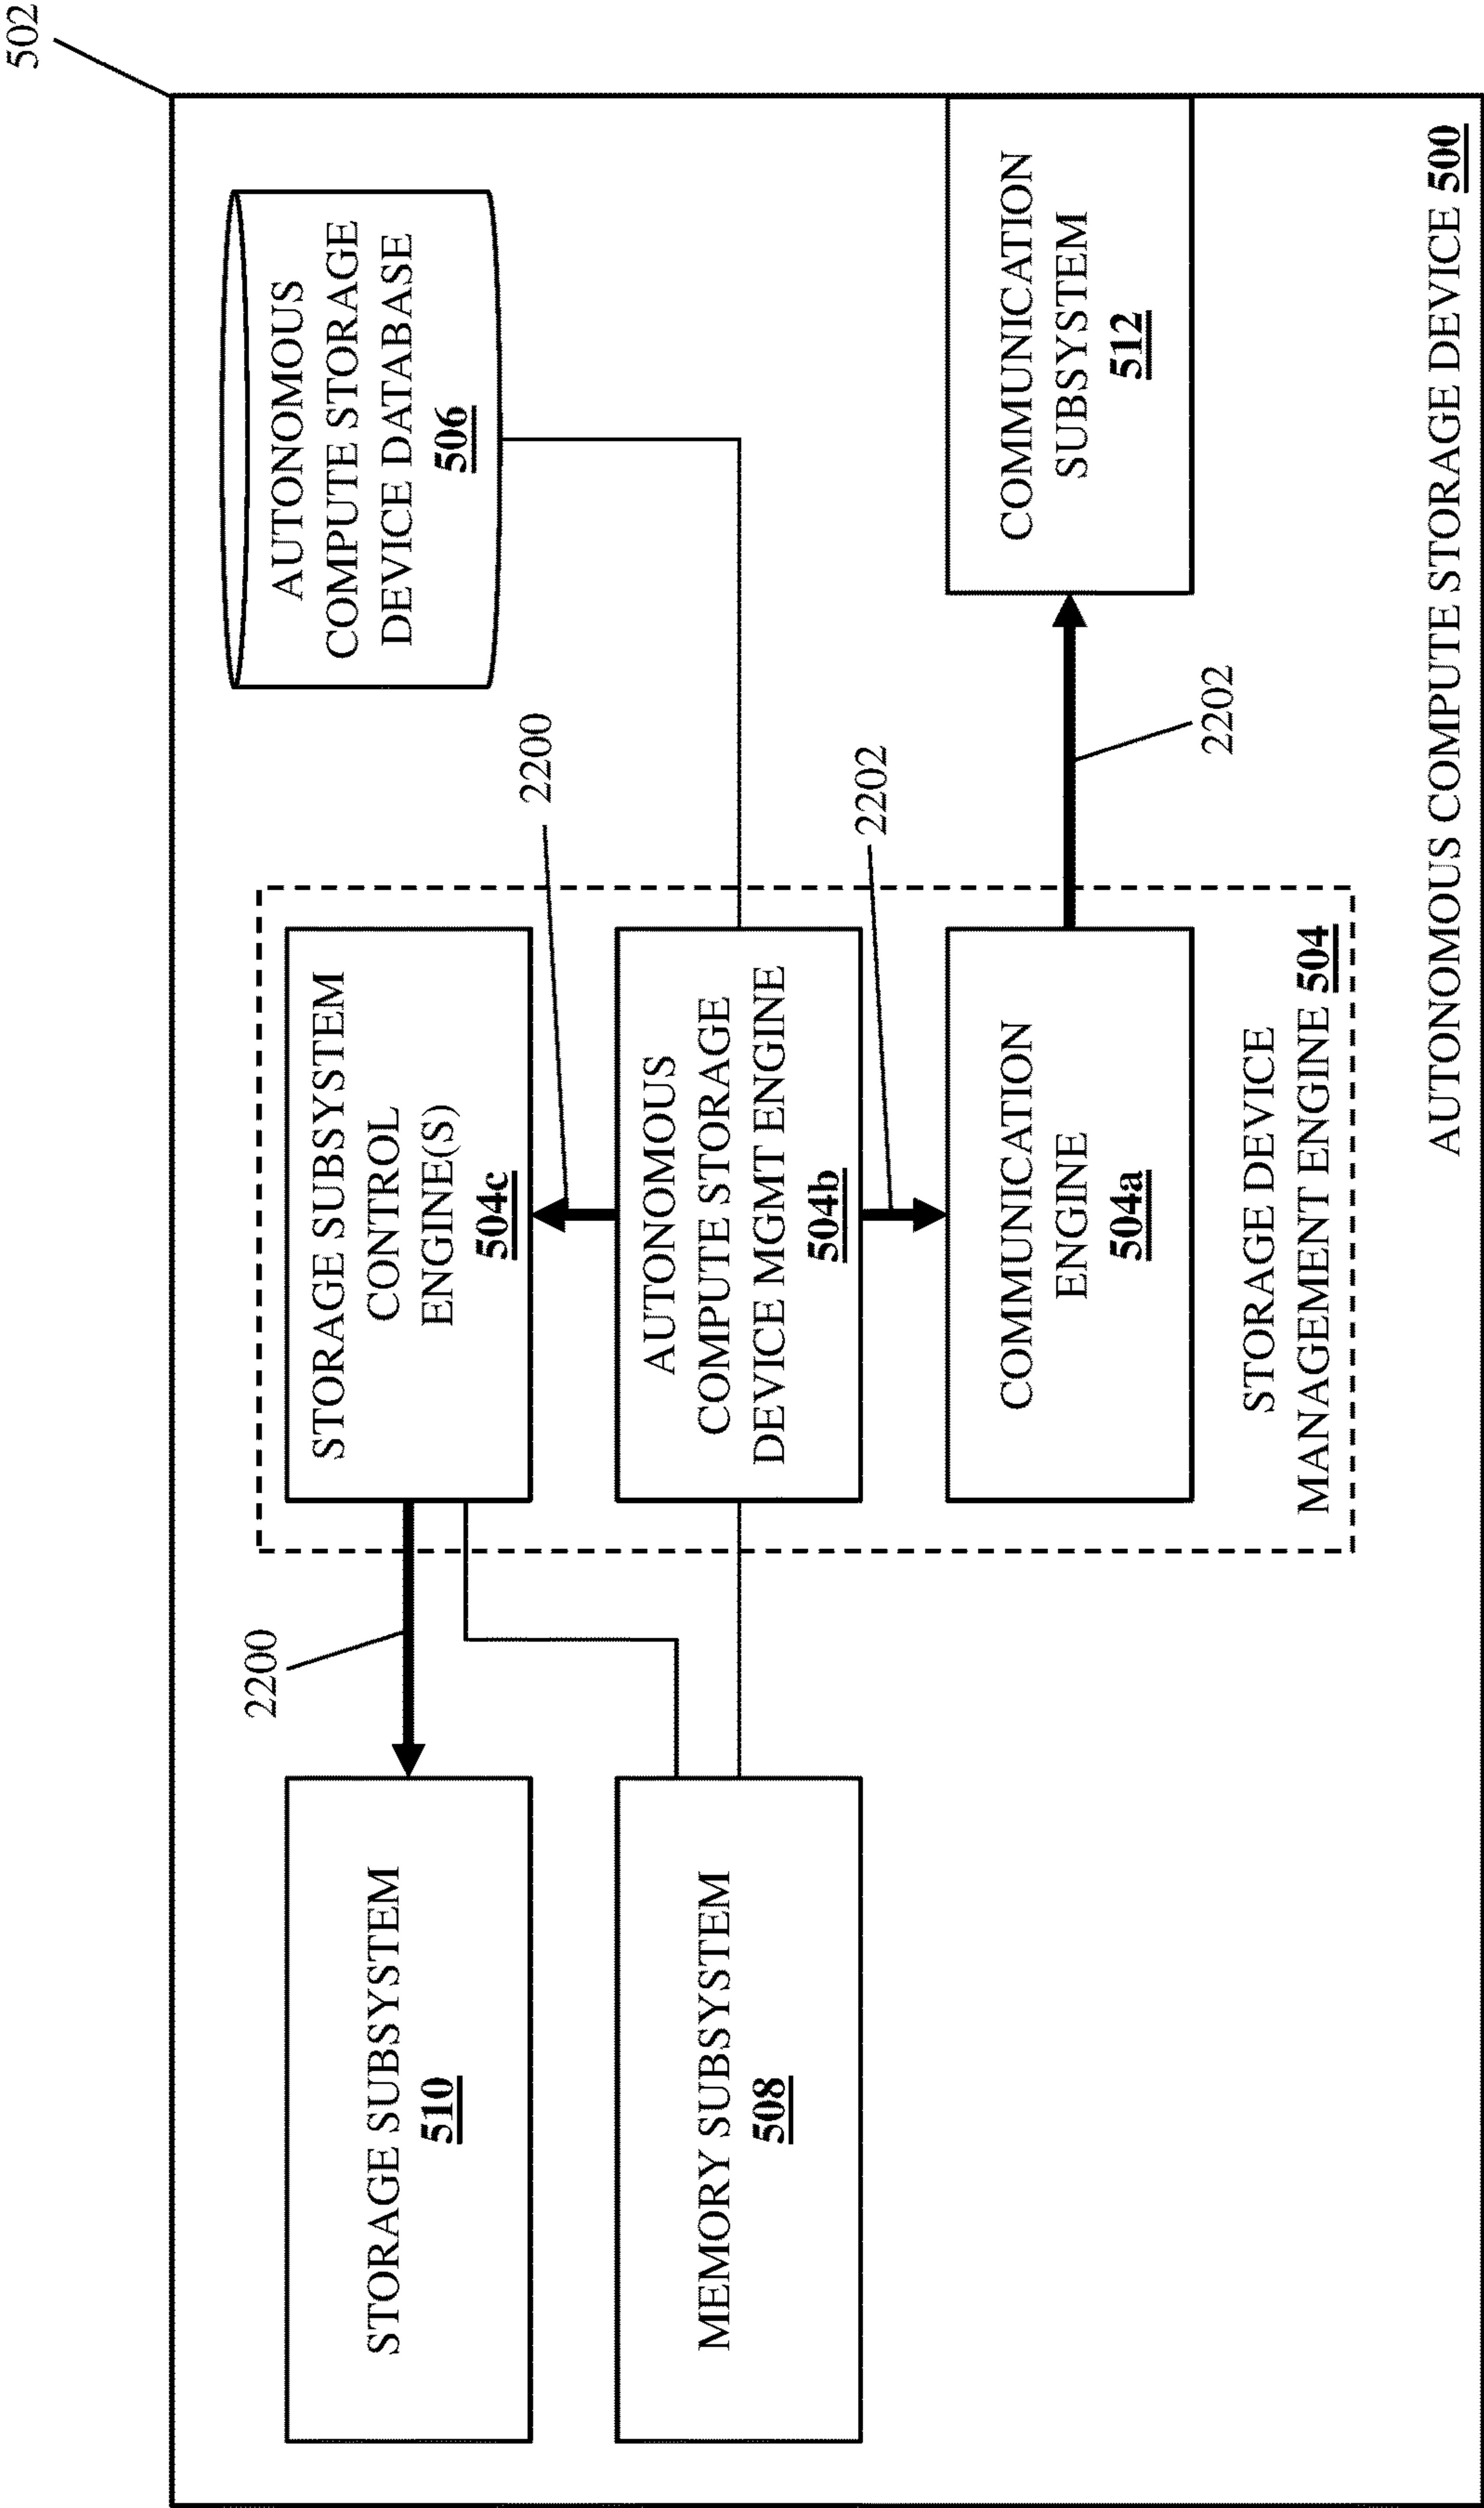 502
STORAGE SUBSYSTEM
510
2200
STORAGE SUBSYSTEM
CONTROL
ENGINE(S)
504c
2200
AUTONOMOUS
COMPUTE STORAGE
DEVICE DATABASE
506
MEMORY SUBSYSTEM
508
AUTONOMOUS
COMPUTE STORAGE
DEVICE MGMT ENGINE
504b
2202
COMMUNICATION
ENGINE
504a
2202
COMMUNICATION
SUBSYSTEM
512
STORAGE DEVICE
MANAGEMENT ENGINE 504
AUTONOMOUS COMPUTE STORAGE DEVICE 500